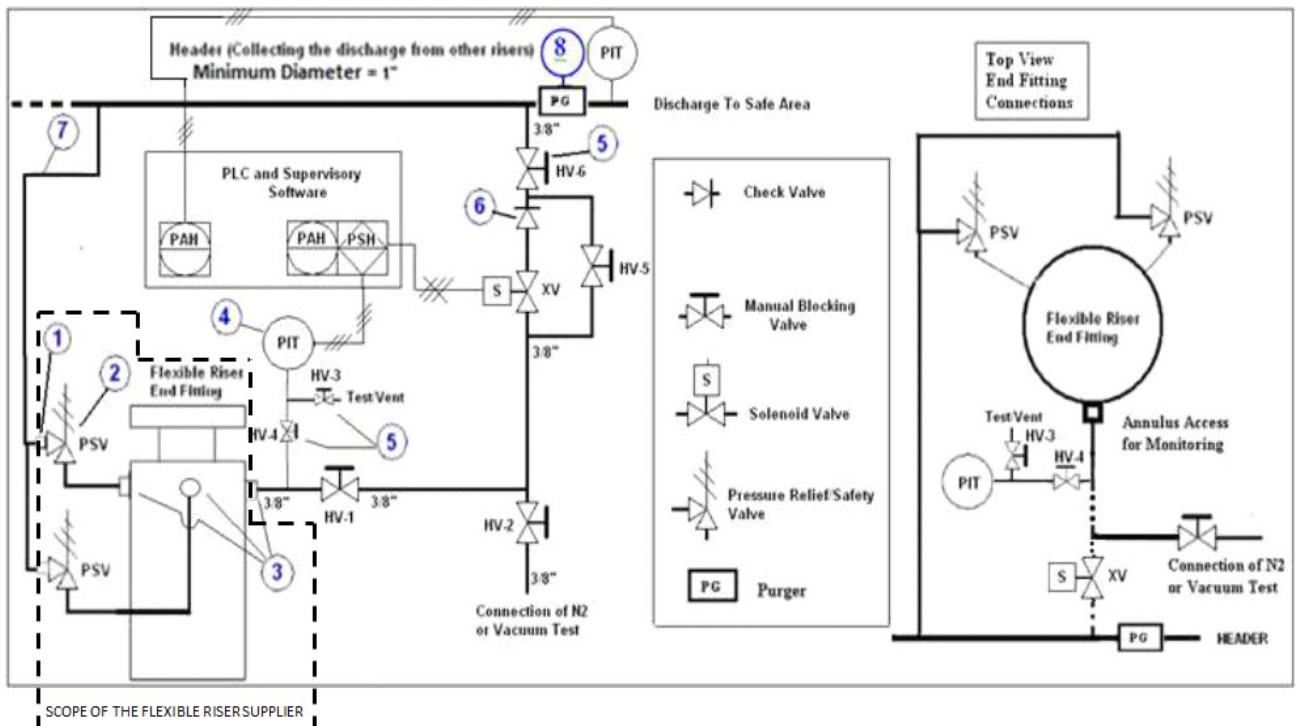 Header (Collecting the discharge from other risers)
Minimum Diameter = 1"
8
PIT
PG
Discharge To Safe Area
7
3/8"
5
HV-6
PLC and Supervisory
Software
6
PAH
PAH
PSH
HV-5
S
XV
4
PIT
3/8"
1
2
Flexible Riser
End Fitting
HV-3
Test/Vent
HV-4
5
PSV
3/8"
3/8"
HV-1
HV-2
PSV
3
3/8"
Connection of N2
or Vacuum Test
SCOPE OF THE FLEXIBLE RISER SUPPLIER
Check Valve
Manual Blocking
Valve
S
Solenoid Valve
Pressure Relief/Safety
Valve
PG
Purger
Top View
End Fitting
Connections
PSV
PSV
Flexible Riser
End Fitting
Annulus Access
for Monitoring
Test/Vent
HV-3
HV-4
PIT
Connection of N2
or Vacuum Test
S
XV
PG
HEADER